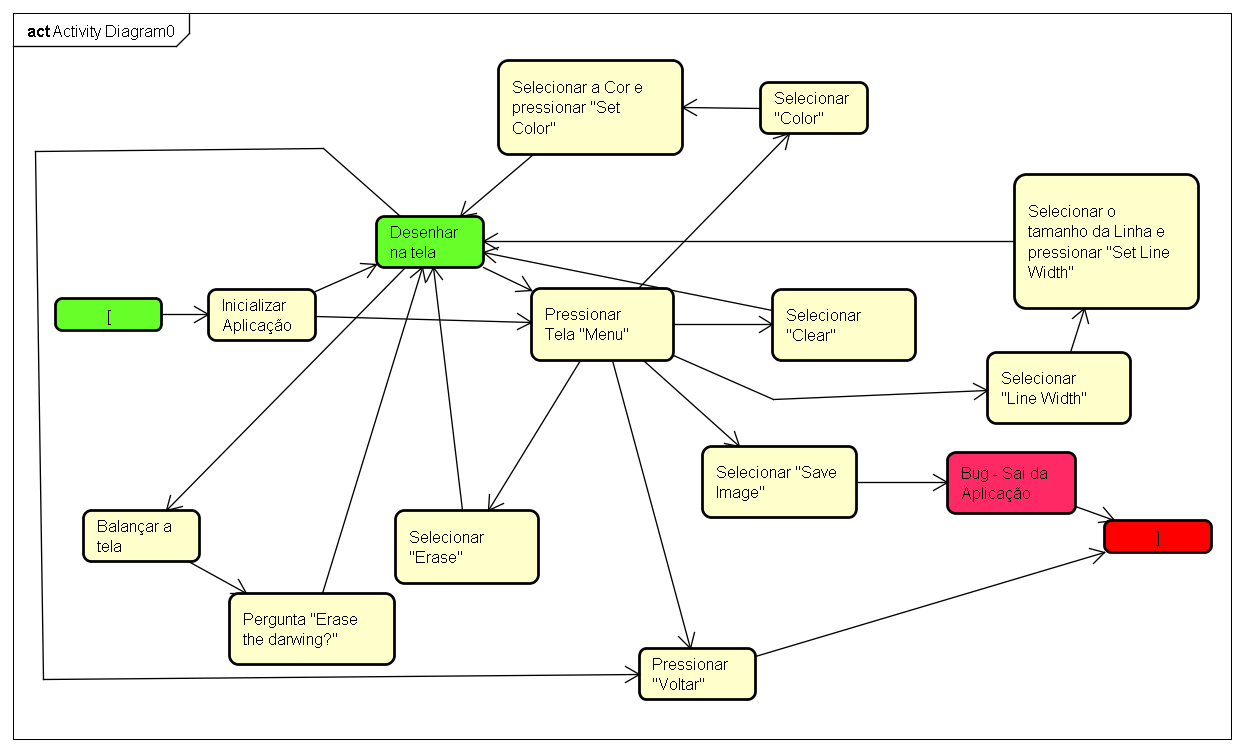 act Activity Diagram0
Selecionar a Cor e
pressionar "Set
Color"
Selecionar
"Color"
Selecionar o
tamanho da Linha e
pressionar "Set Line
Width"
Desenhar
na tela
[
Inicializar
Aplicação
Pressionar
Tela "Menu"
Selecionar
"Clear"
Selecionar
"Line Width"
Selecionar "Save
Image"
Bug - Sai da
Aplicação
]
Balançar a
tela
Selecionar
"Erase"
Pergunta "Erase
the darwing?"
Pressionar
"Voltar"